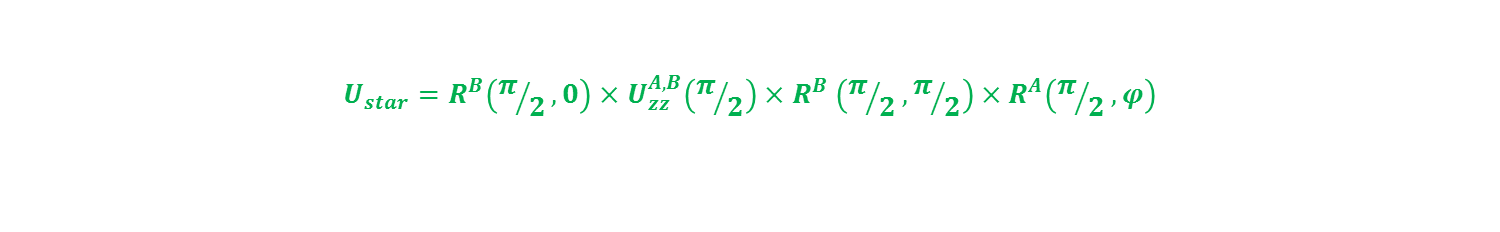 U_star = R^B(π/2, 0) × U_zz^{A,B}(π/2) × R^B (π/2, π/2) × R^A(π/2, φ)